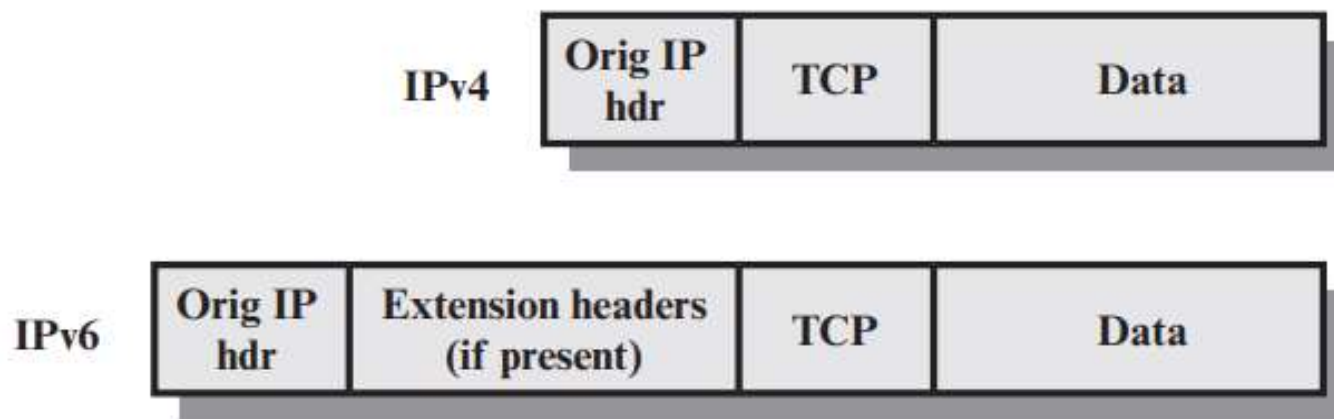 IPv4
Orig IP
hdr
TCP
Data
IPv6
Orig IP
hdr
Extension headers
(if present)
TCP
Data